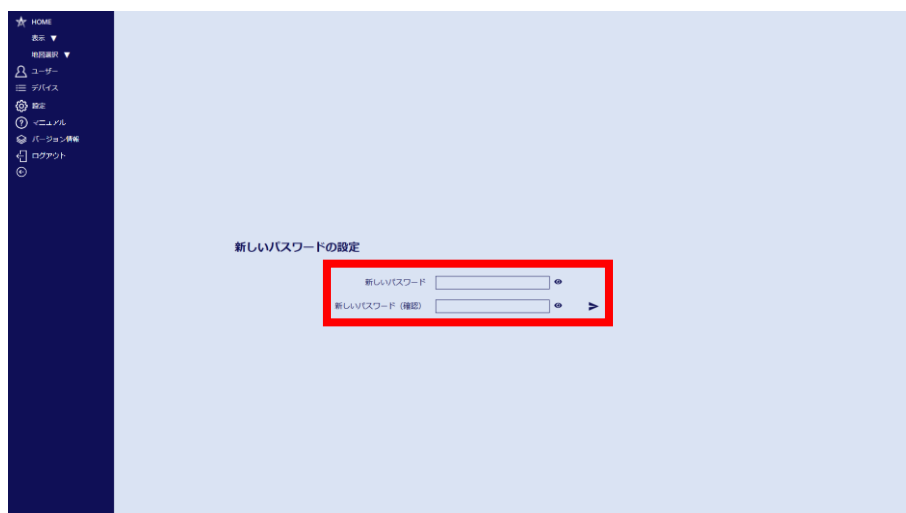 HOME
表示 ▼
地図選択 ▼
ユーザー
デバイス
設定
マニュアル
バージョン情報
ログアウト
新しいパスワードの設定
新しいパスワード
新しいパスワード（確認）